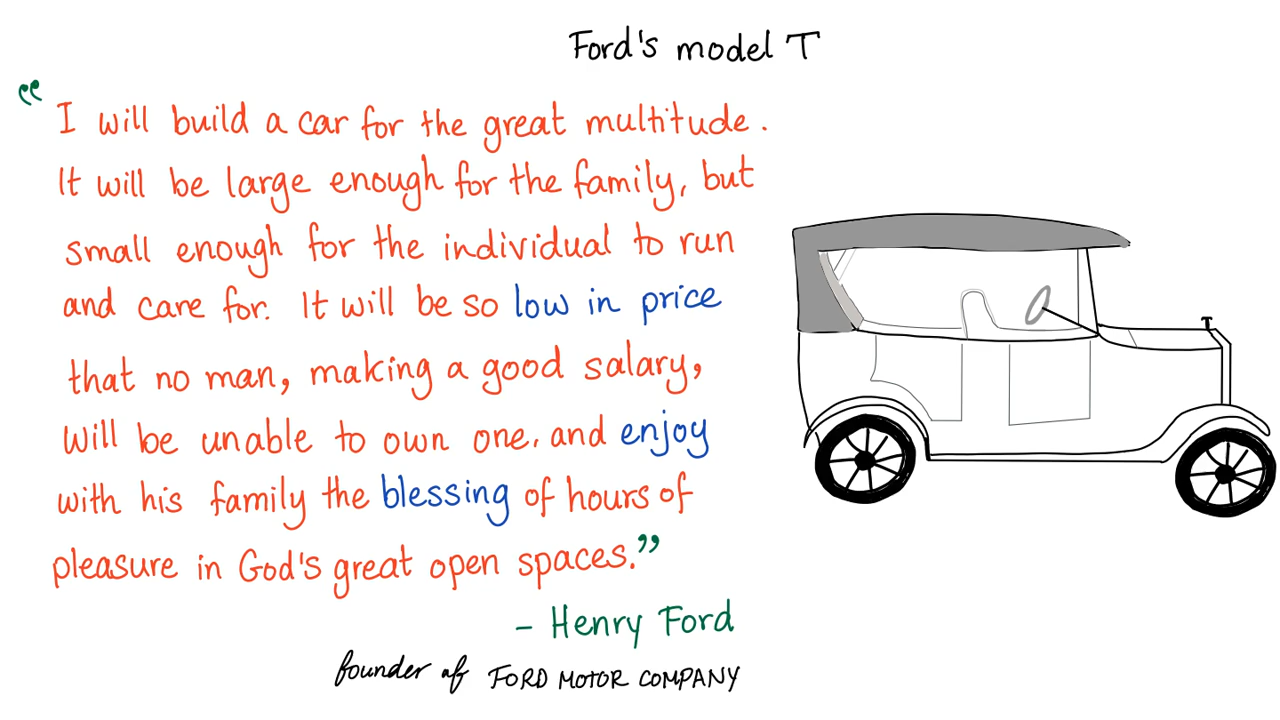 Ford's model T
“ I will build a car for the great multitude.
It will be large enough for the family, but
small enough for the individual to run
and care for. It will be so low in price
that no man, making a good salary,
will be unable to own one. and enjoy
with his family the blessing of hours of
pleasure in God's great open spaces.”
- Henry Ford
founder of FORD MOTOR COMPANY
T